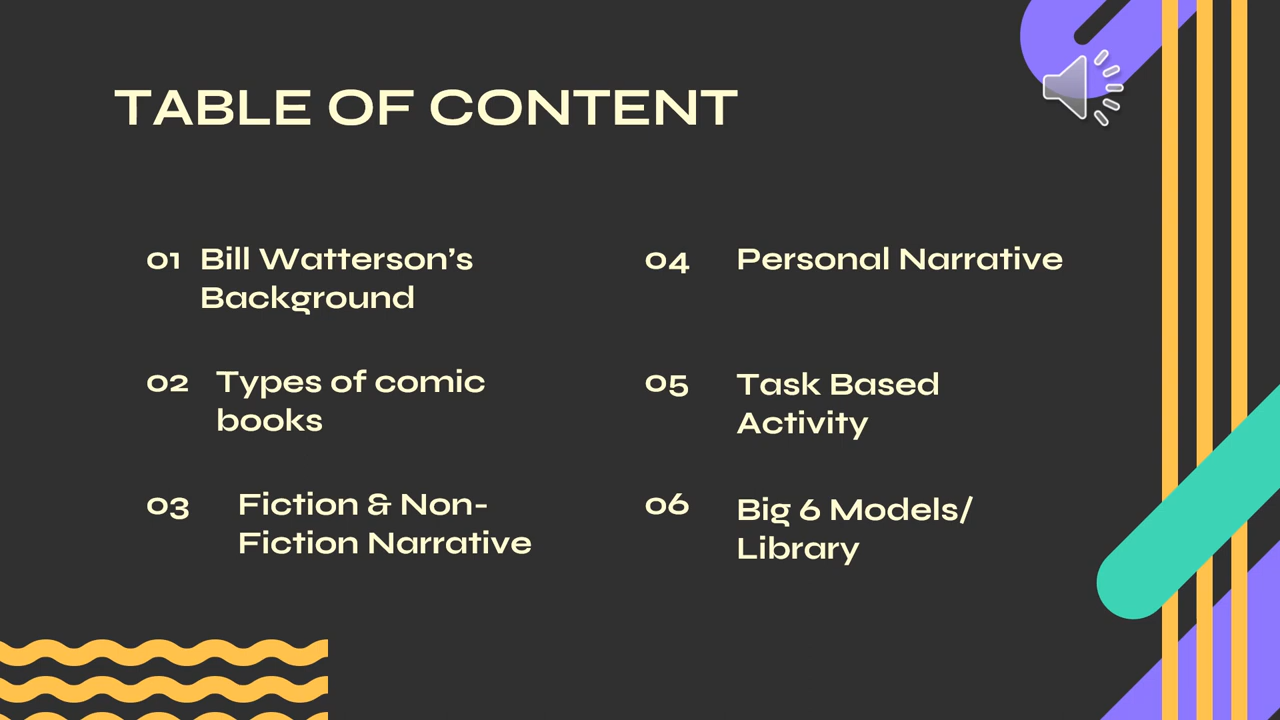 TABLE OF CONTENT
01 Bill Watterson’s
Background
02 Types of comic
books
03 Fiction & Non-
Fiction Narrative
04 Personal Narrative
05 Task Based
Activity
06 Big 6 Models/
Library